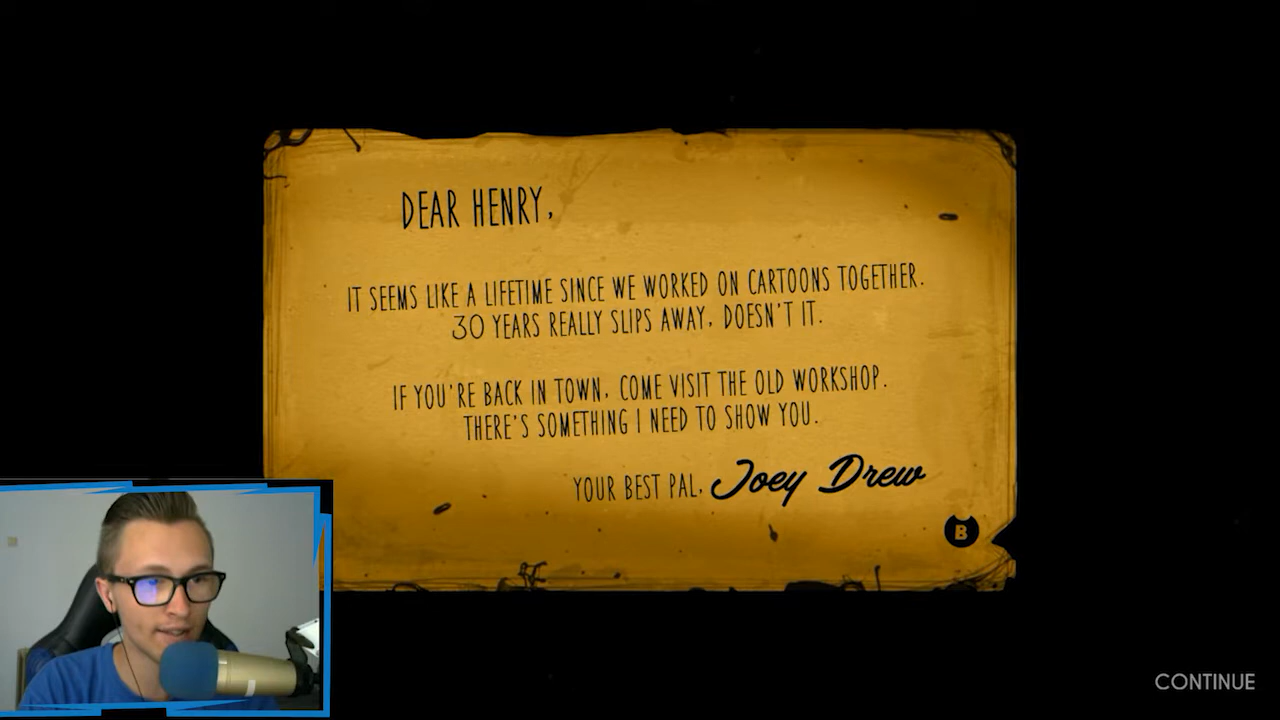 DEAR HENRY,
IT SEEMS LIKE A LIFETIME SINCE WE WORKED ON CARTOONS TOGETHER.
30 YEARS REALLY SLIPS AWAY, DOESN'T IT.
IF YOU'RE BACK IN TOWN, COME VISIT THE OLD WORKSHOP.
THERE'S SOMETHING I NEED TO SHOW YOU.
YOUR BEST PAL, Joey Drew
B
CONTINUE